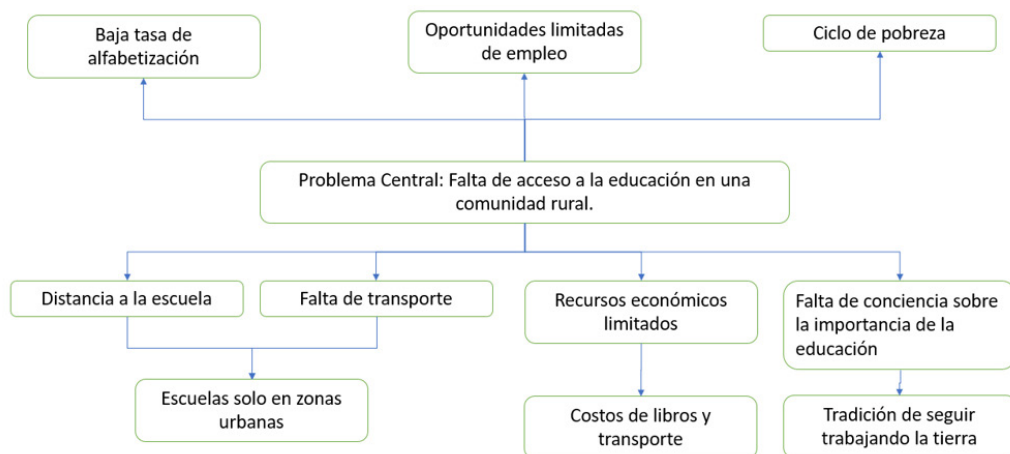 Baja tasa de
alfabetización
Oportunidades limitadas
de empleo
Ciclo de pobreza
Problema Central: Falta de acceso a la educación en una
comunidad rural.
Distancia a la escuela
Falta de transporte
Recursos económicos
limitados
Falta de conciencia sobre
la importancia de la
educación
Escuelas solo en zonas
urbanas
Costos de libros y
transporte
Tradición de seguir
trabajando la tierra